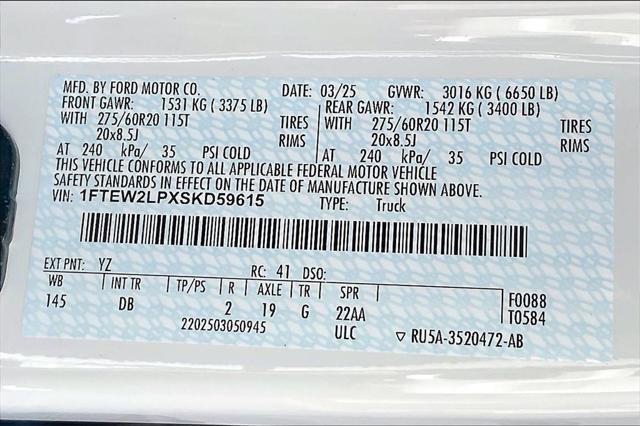 MFD. BY FORD MOTOR CO. DATE: 03/25 GVWR: 3016 KG ( 6650 LB)
FRONT GAWR: 1531 KG ( 3375 LB) REAR GAWR: 1542 KG ( 3400 LB)
WITH 275/60R20 115T TIRES 275/60R20 115T TIRES
20x8.5J RIMS 20x8.5J RIMS
AT 240 kPa/ 35 PSI COLD AT 240 kPa/ 35 PSI COLD
THIS VEHICLE CONFORMS TO ALL APPLICABLE FEDERAL MOTOR VEHICLE
SAFETY STANDARDS IN EFFECT ON THE DATE OF MANUFACTURE SHOWN ABOVE.
VIN: 1FTEW2LPXSKD59615 TYPE: Truck
EXT PNT: YZ RC: 41 DSO:
WB INT TR TP/PS R AXLE TR SPR F0088
145 DB 2 19 G 22AA T0584
2202503050945 ULC ▽ RU5A-3520472-AB